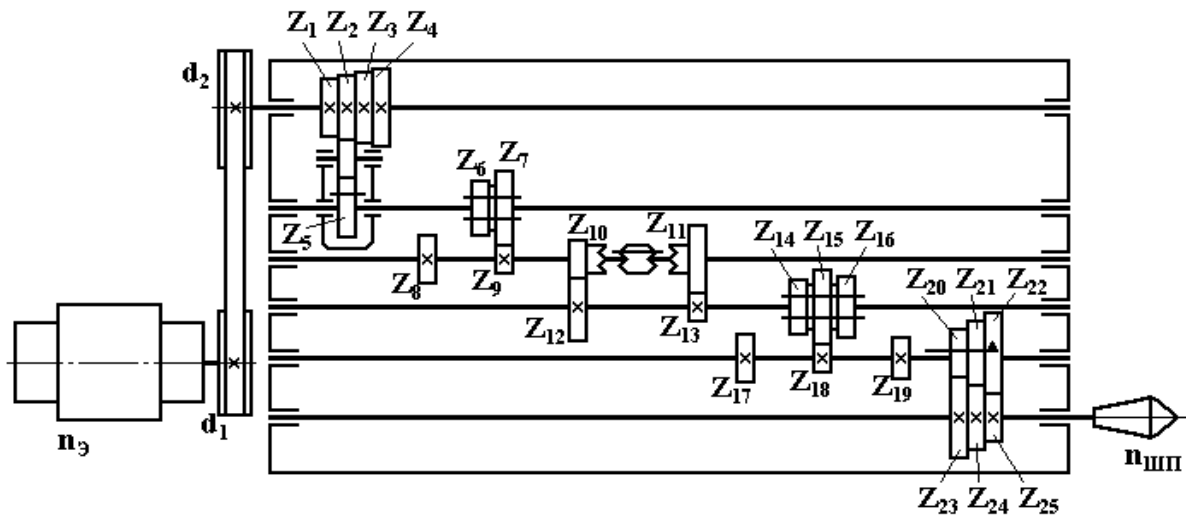 Z1 Z2 Z3 Z4
d2
Z7
Z6
Z5
Z10 Z11
Z14 Z15 Z16
Z8 Z9
Z20 Z21 Z22
Z12 Z13
Z17 Z18 Z19
d1
nЭ
nШП
Z23 Z24 Z25